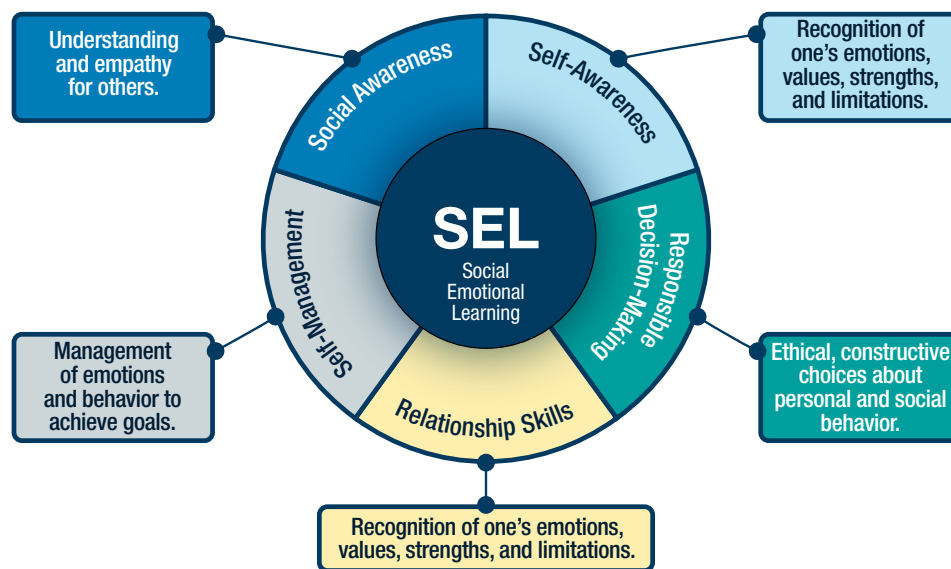 Understanding
and empathy
for others.
Social Awareness
Self-Awareness
Recognition of
one’s emotions,
values, strengths,
and limitations.
SEL
Social
Emotional
Learning
Self-Management
Responsible
Decision-Making
Relationship Skills
Management
of emotions
and behavior to
achieve goals.
Ethical, constructive
choices about
personal and social
behavior.
Recognition of one’s emotions,
values, strengths, and limitations.